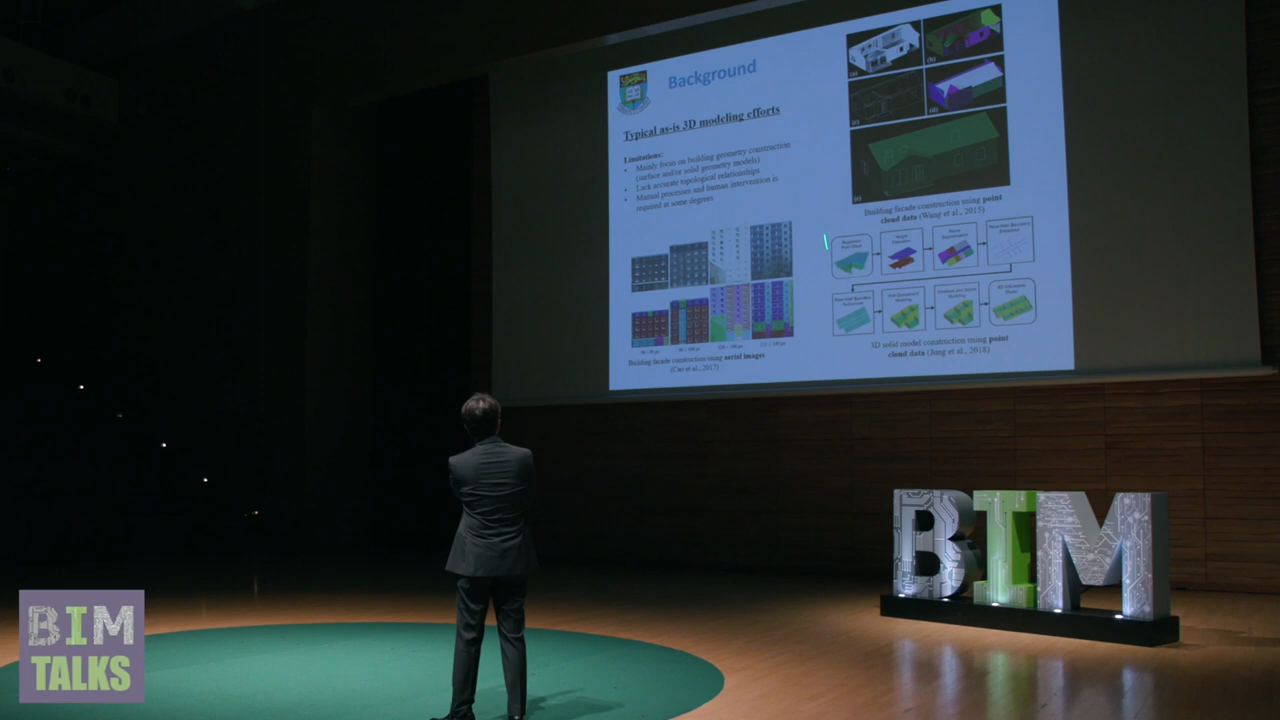 Background
Typical as-is 3D modeling efforts
Limitations:
• Mainly focus on building geometry construction
(surface and/or solid geometry models)
• Lack accurate topological relationships
• Manual processes and human intervention is
required at some degrees
Building facade construction using aerial images
(Cao et al., 2017)
(a)
(b)
(c)
(d)
(e)
Building facade construction using point
cloud data (Wang et al., 2015)
3D solid model construction using point
cloud data (Jung et al., 2018)
BIM
BIM
TALKS